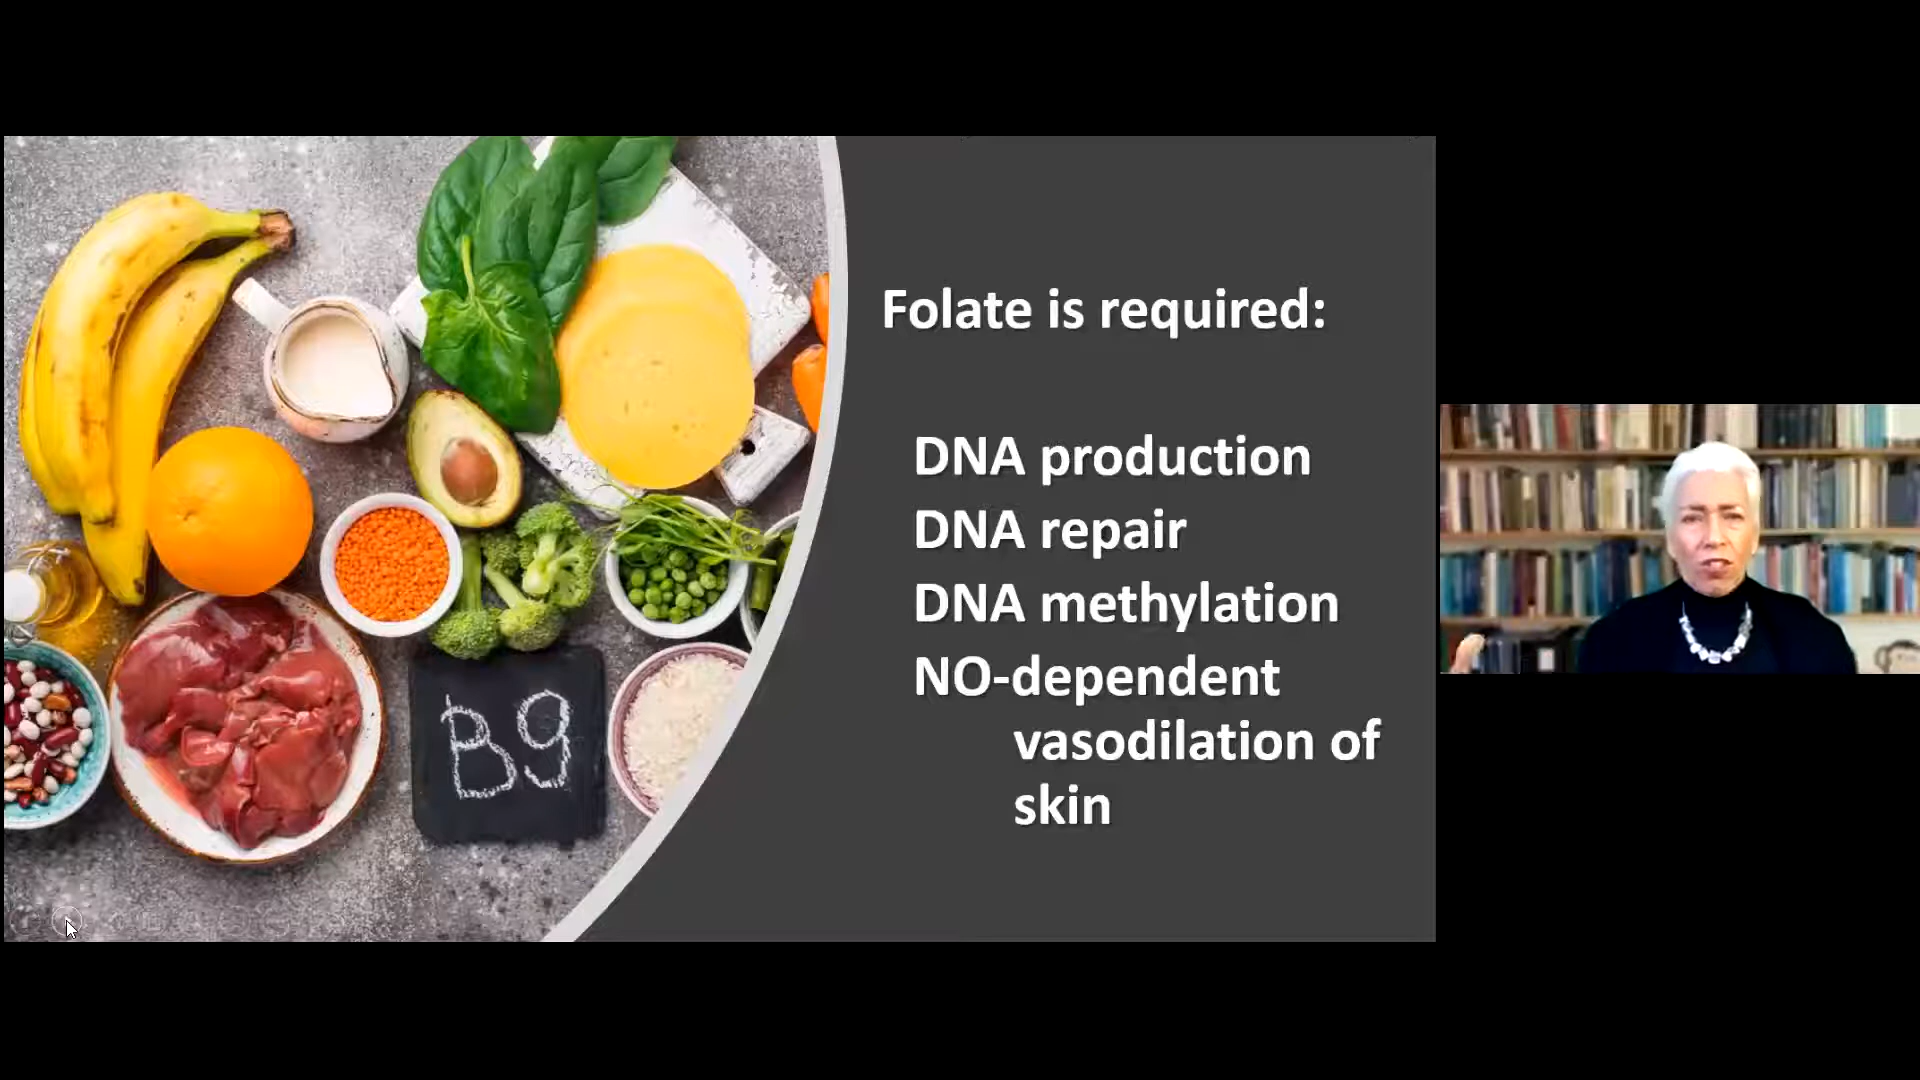 Folate is required:
DNA production
DNA repair
DNA methylation
NO-dependent
vasodilation of
skin
B9